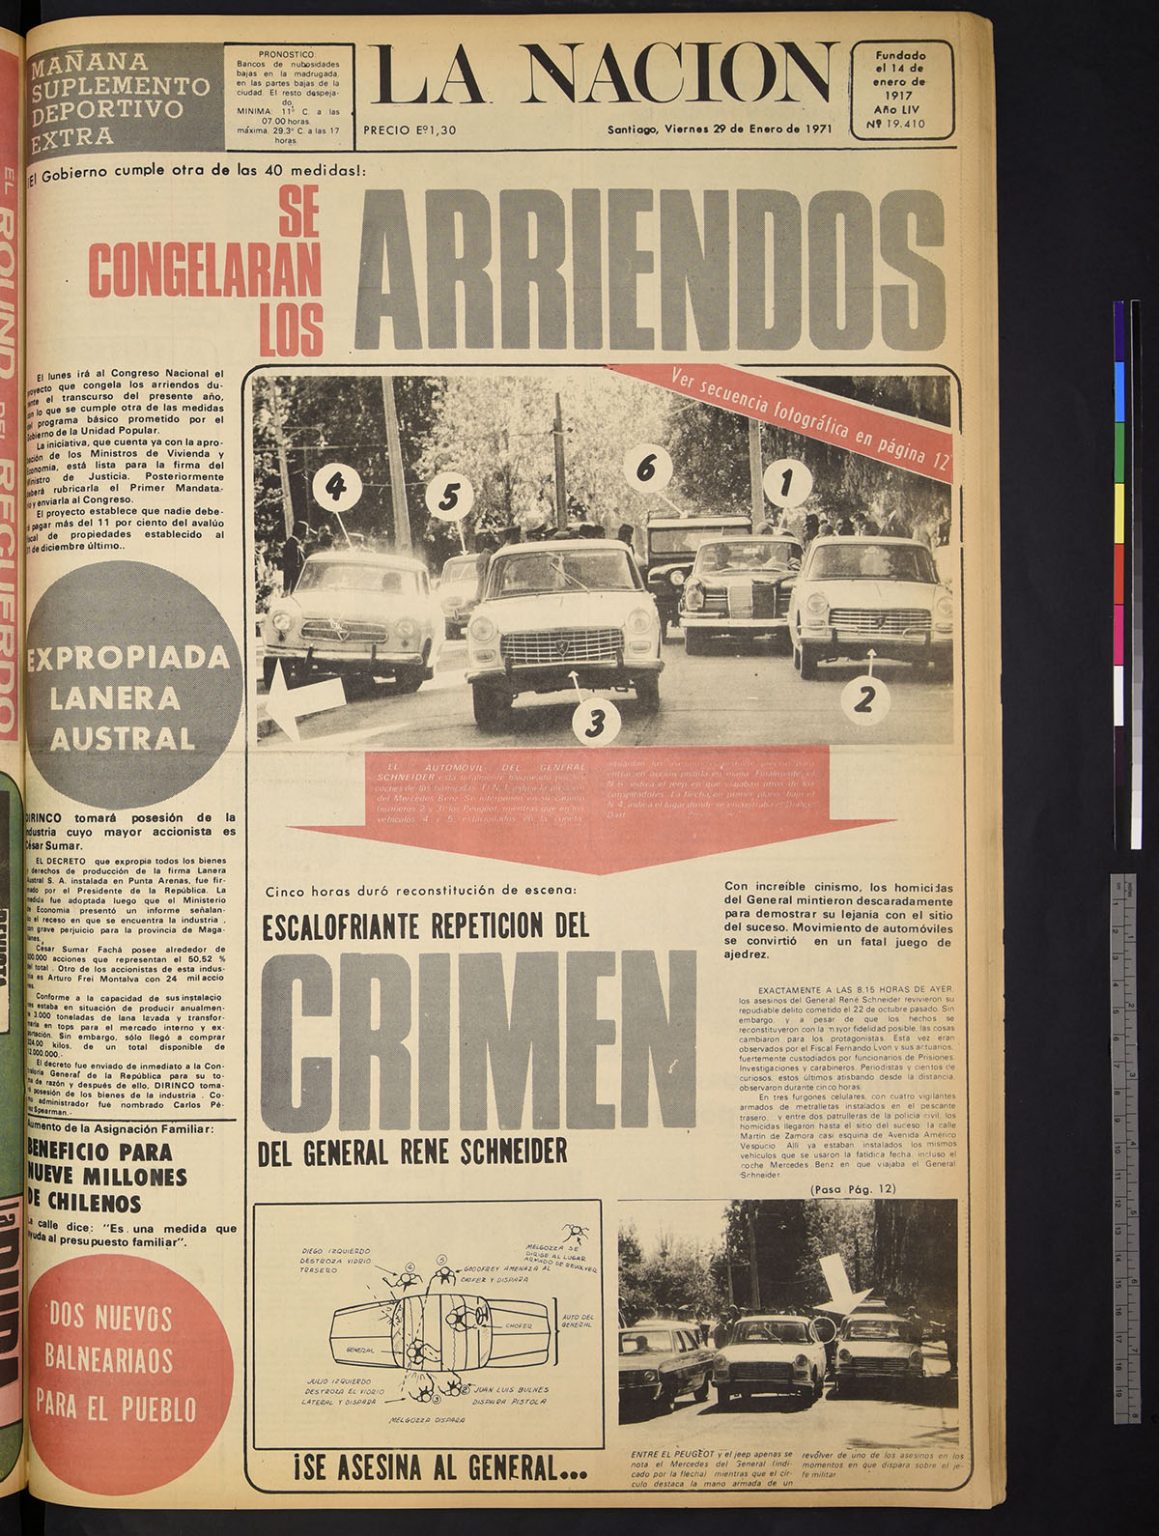 MAÑANA
SUPLEMENTO
DEPORTIVO
EXTRA
PRONOSTICO:
Bancos de nubosidades
bajas en la madrugada,
en las partes bajas de la
ciudad. El resto despeja-
do.
MINIMA: 11° C. a las
07.00 horas.
máxima: 29.3° C. a las 17
horas.
LA NACION
PRECIO Eº1,30
Santiago, Viernes 29 de Enero de 1971
Fundado
el 14 de
enero de
1917
Año LIV
Nº 19.410
¡El Gobierno cumple otra de las 40 medidas!:
SE
CONGELARAN
LOS
ARRIENDOS
El lunes irá al Congreso Nacional el
proyecto que congela los arriendos du-
rante el transcurso del presente año,
con lo que se cumple otra de las medidas
del programa básico prometido por el
Gobierno de la Unidad Popular.
La iniciativa, que cuenta ya con la apro-
bación de los Ministros de Vivienda y
Economía, está lista para la firma del
Ministro de Justicia. Posteriormente
deberá rubricarla el Primer Mandata-
y enviarla al Congreso.
El proyecto establece que nadie debe-
pagar más del 11 por ciento del avalúo
fiscal de propiedades establecido al
de diciembre último..
Ver secuencia fotográfica en página 12
4
5
6
1
3
2
EXPROPIADA
LANERA
AUSTRAL
DIRINCO tomará posesión de la
industria cuyo mayor accionista es
César Sumar.
EL DECRETO que expropia todos los bienes
y derechos de producción de la firma Lanera
Austral S. A. instalada en Punta Arenas, fue fir-
mado por el Presidente de la República. La
medida fue adoptada luego que el Ministerio
de Economía presentó un informe señalan-
do el receso en que se encuentra la industria,
con grave perjuicio para la provincia de Maga-
llanes.
César Sumar Fachá posee alrededor de
acciones que representan el 50,52 %
del total. Otro de los accionistas de esta indus-
tria es Arturo Frei Montalva con 24 mil accio
nes.
Conforme a la capacidad de sus instalacio
nes estaba en situación de producir anualmen-
te 3.000 toneladas de lana lavada y transfor-
marla en tops para el mercado interno y ex-
portación. Sin embargo, sólo llegó a comprar
kilos, de un total disponible de
El decreto fue enviado de inmediato a la Con-
traloría General de la República para su to-
ma de razón y después de ello, DIRINCO toma-
rá posesión de los bienes de la industria. Co-
mo administrador fue nombrado Carlos Pé-
rez Spearman.-
EL AUTOMOVIL DEL GENERAL
SCHNEIDER
Cinco horas duró reconstitución de escena:
ESCALOFRIANTE REPETICION DEL
CRIMEN
DEL GENERAL RENE SCHNEIDER
Con increíble cinismo, los homicidas
del General mintieron descaradamente
para demostrar su lejanía con el sitio
del suceso. Movimiento de automóviles
se convirtió en un fatal juego de
ajedrez.
EXACTAMENTE A LAS 8.15 HORAS DE AYER,
los asesinos del General René Schneider revivieron su
repudiable delito cometido el 22 de octubre pasado. Sin
embargo, y a pesar de que los hechos se
reconstituyeron con la mayor fidelidad posible, las cosas
cambiaron para los protagonistas. Esta vez eran
observados por el Fiscal Fernando Lyon y sus actuarios,
fuertemente custodiados por funcionarios de Prisiones,
Investigaciones y carabineros. Periodistas y cientos de
curiosos, estos últimos atisbando desde la distancia,
observaron durante cinco horas.
En tres furgones celulares, con cuatro vigilantes
armados de metralletas instalados en el pescante
trasero, y entre dos patrulleras de la policía civil, los
homicidas llegaron hasta el sitio del suceso: la calle
Martín de Zamora casi esquina de Avenida Américo
Vespucio. Allí ya estaban instalados los mismos
vehículos que se usaron la fatídica fecha, incluso el
coche Mercedes Benz en que viajaba el General
Schneider.
(Pasa Pág. 12)
Aumento de la Asignación Familiar:
BENEFICIO PARA
NUEVE MILLONES
DE CHILENOS
La calle dice: "Es una medida que
ayuda al presupuesto familiar".
DOS NUEVOS
BALNEARIAOS
PARA EL PUEBLO
DIEGO IZQUIERDO
DESTROZA VIDRIO
TRASERO
4
5
GODFREY AMENAZA AL
CHOFER Y DISPARA
MELGOZZA SE
DIRIGE AL LUGAR
ARMADO DE REVOLVER
CHOFER
AUTO DEL
GENERAL
GENERAL
JULIO IZQUIERDO
DESTROZA EL VIDRIO
LATERAL Y DISPARA
3
2
JUAN LUIS BULNES
DISPARA PISTOLA
MELGOZZA DISPARA
¡SE ASESINA AL GENERAL...
ENTRE EL PEUGEOT y el jeep apenas se
nota el Mercedes del General (indi-
cado por la flecha) mientras que el cír-
culo destaca la mano armada de un
revólver de uno de los asesinos en los
momentos en que dispara sobre el je-
fe militar.
EL ROUND DEL RECUERDO